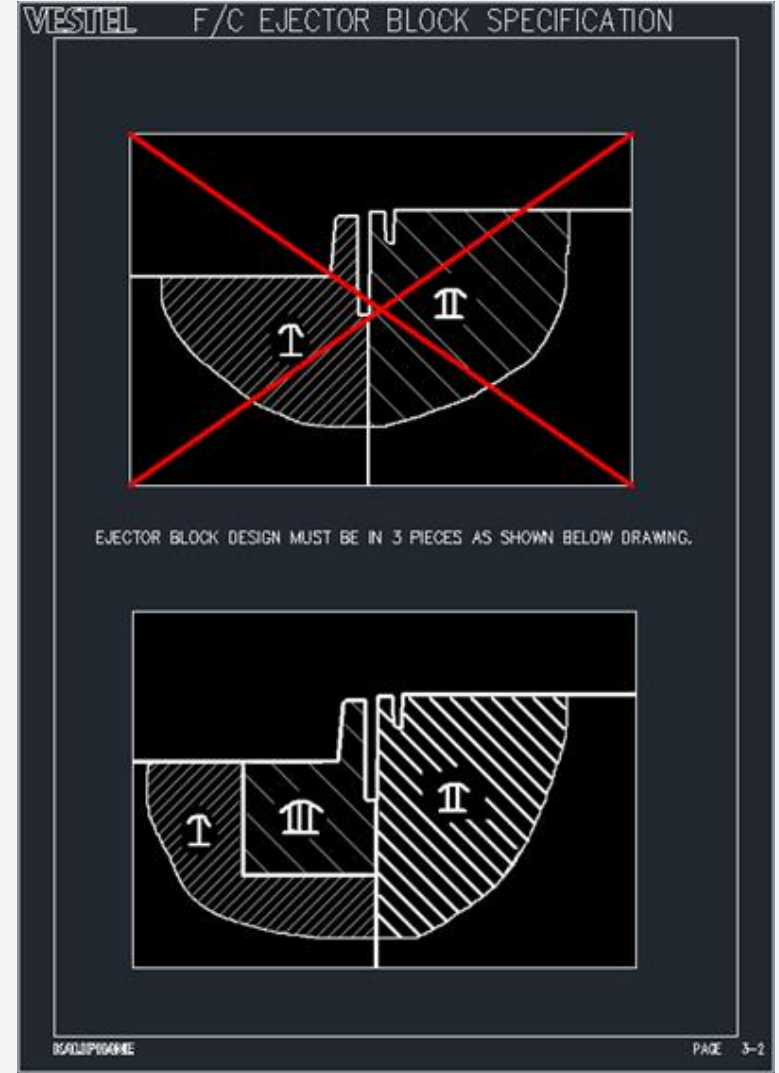 VESTEL F/C EJECTOR BLOCK SPECIFICATION
I
II
EJECTOR BLOCK DESIGN MUST BE IN 3 PIECES AS SHOWN BELOW DRAWING.
I
III
II
PAGE 3-2